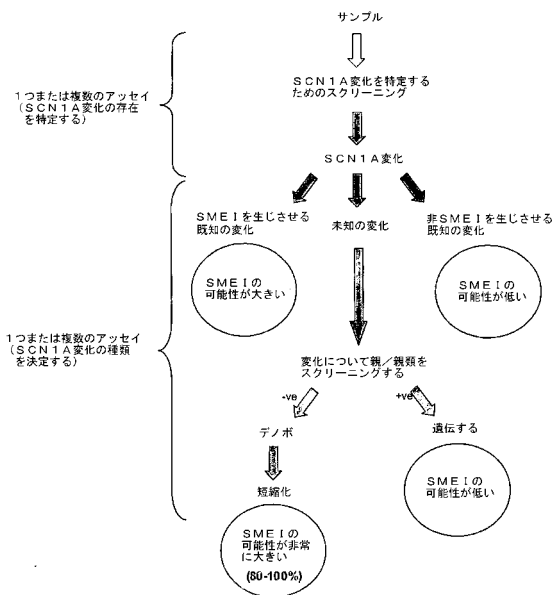 サンプル
1つまたは複数のアッセイ
(SCN1A変化の存在
を特定する)
SCN1A変化を特定する
ためのスクリーニング
SCN1A変化
SMEIを生じさせる
既知の変化
未知の変化
非SMEIを生じさせる
既知の変化
SMEIの
可能性が大きい
SMEIの
可能性が低い
1つまたは複数のアッセイ
(SCN1A変化の種類
を決定する)
変化について親/親類を
スクリーニングする
-ve
+ve
デノボ
遺伝する
短縮化
SMEIの
可能性が低い
SMEIの
可能性が非常
に大きい
(80-100%)